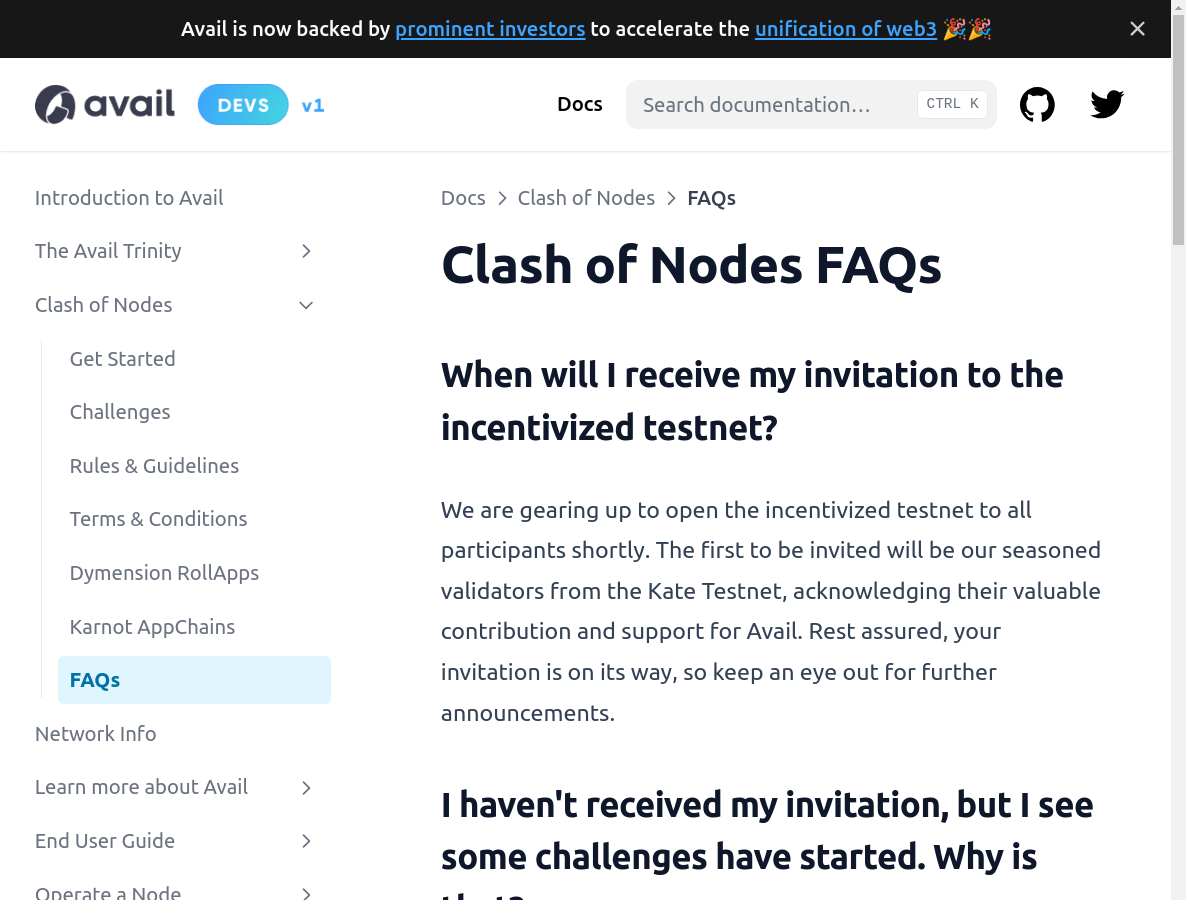 Avail is now backed by prominent investors to accelerate the unification of web3 🎉🎉
avail DEVS v1 Docs Search documentation… CTRL K
Introduction to Avail
The Avail Trinity
Clash of Nodes
Get Started
Challenges
Rules & Guidelines
Terms & Conditions
Dymension RollApps
Karnot AppChains
FAQs
Network Info
Learn more about Avail
End User Guide
Operate a Node
Docs > Clash of Nodes > FAQs
Clash of Nodes FAQs
When will I receive my invitation to the
incentivized testnet?
We are gearing up to open the incentivized testnet to all
participants shortly. The first to be invited will be our seasoned
validators from the Kate Testnet, acknowledging their valuable
contribution and support for Avail. Rest assured, your
invitation is on its way, so keep an eye out for further
announcements.
I haven't received my invitation, but I see
some challenges have started. Why is
that?